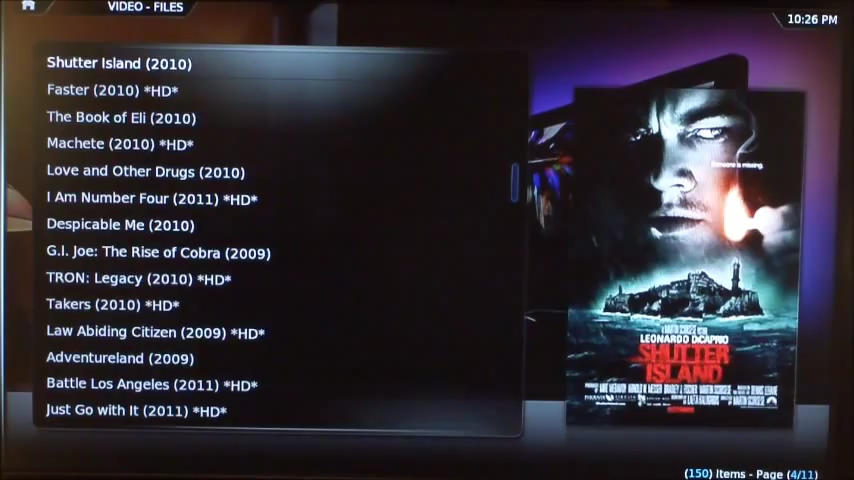 VIDEO - FILES
10:26 PM
Shutter Island (2010)
Faster (2010) *HD*
The Book of Eli (2010)
Machete (2010) *HD*
Love and Other Drugs (2010)
I Am Number Four (2011) *HD*
Despicable Me (2010)
G.I. Joe: The Rise of Cobra (2009)
TRON: Legacy (2010) *HD*
Takers (2010) *HD*
Law Abiding Citizen (2009) *HD*
Adventureland (2009)
Battle Los Angeles (2011) *HD*
Just Go with It (2011) *HD*
Someone is missing.
LEONARDO DiCAPRIO
SHUTTER
ISLAND
(150) Items - Page (4/11)